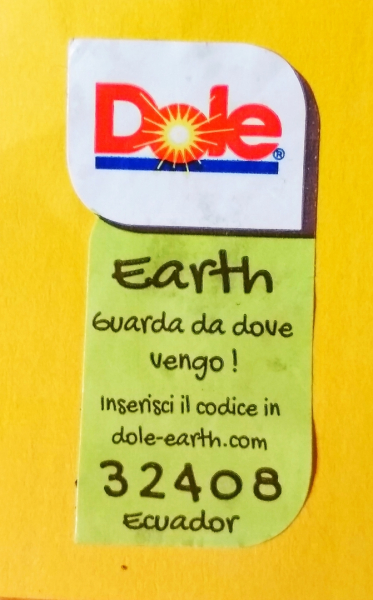 Dole®
Earth
Guarda da dove
vengo!
Inserisci il codice in
dole-earth.com
32408
Ecuador